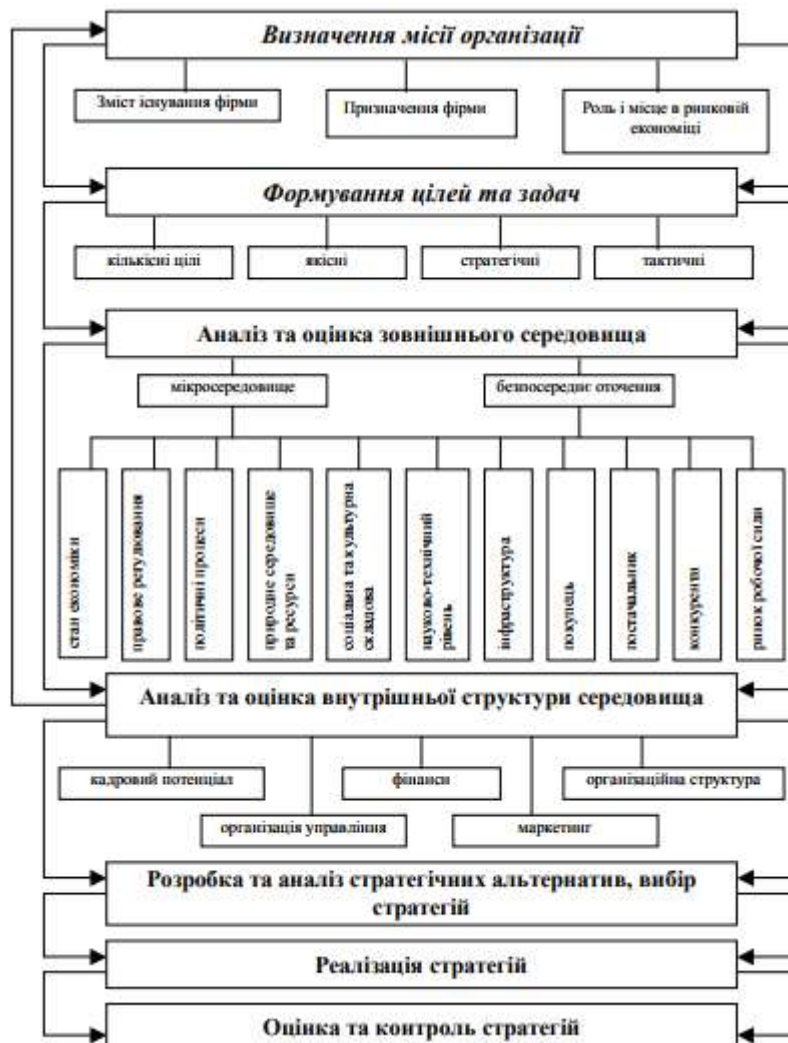 Визначення місії організації
Зміст існування фірми
Призначення фірми
Роль і місце в ринковій
економіці
Формування цілей та задач
кількісні цілі
якісні
стратегічні
тактичні
Аналіз та оцінка зовнішнього середовища
мікросередовище
безпосереднє оточення
стан економіки
правове регулювання
політичні процеси
природне середовище
та ресурси
соціальна та культурна
складова
науково-технічний
рівень
інфраструктура
покупець
постачальник
конкуренти
ринок робочої сили
Аналіз та оцінка внутрішньої структури середовища
кадровий потенціал
фінанси
організаційна структура
організація управління
маркетинг
Розробка та аналіз стратегічних альтернатив, вибір
стратегій
Реалізація стратегій
Оцінка та контроль стратегій